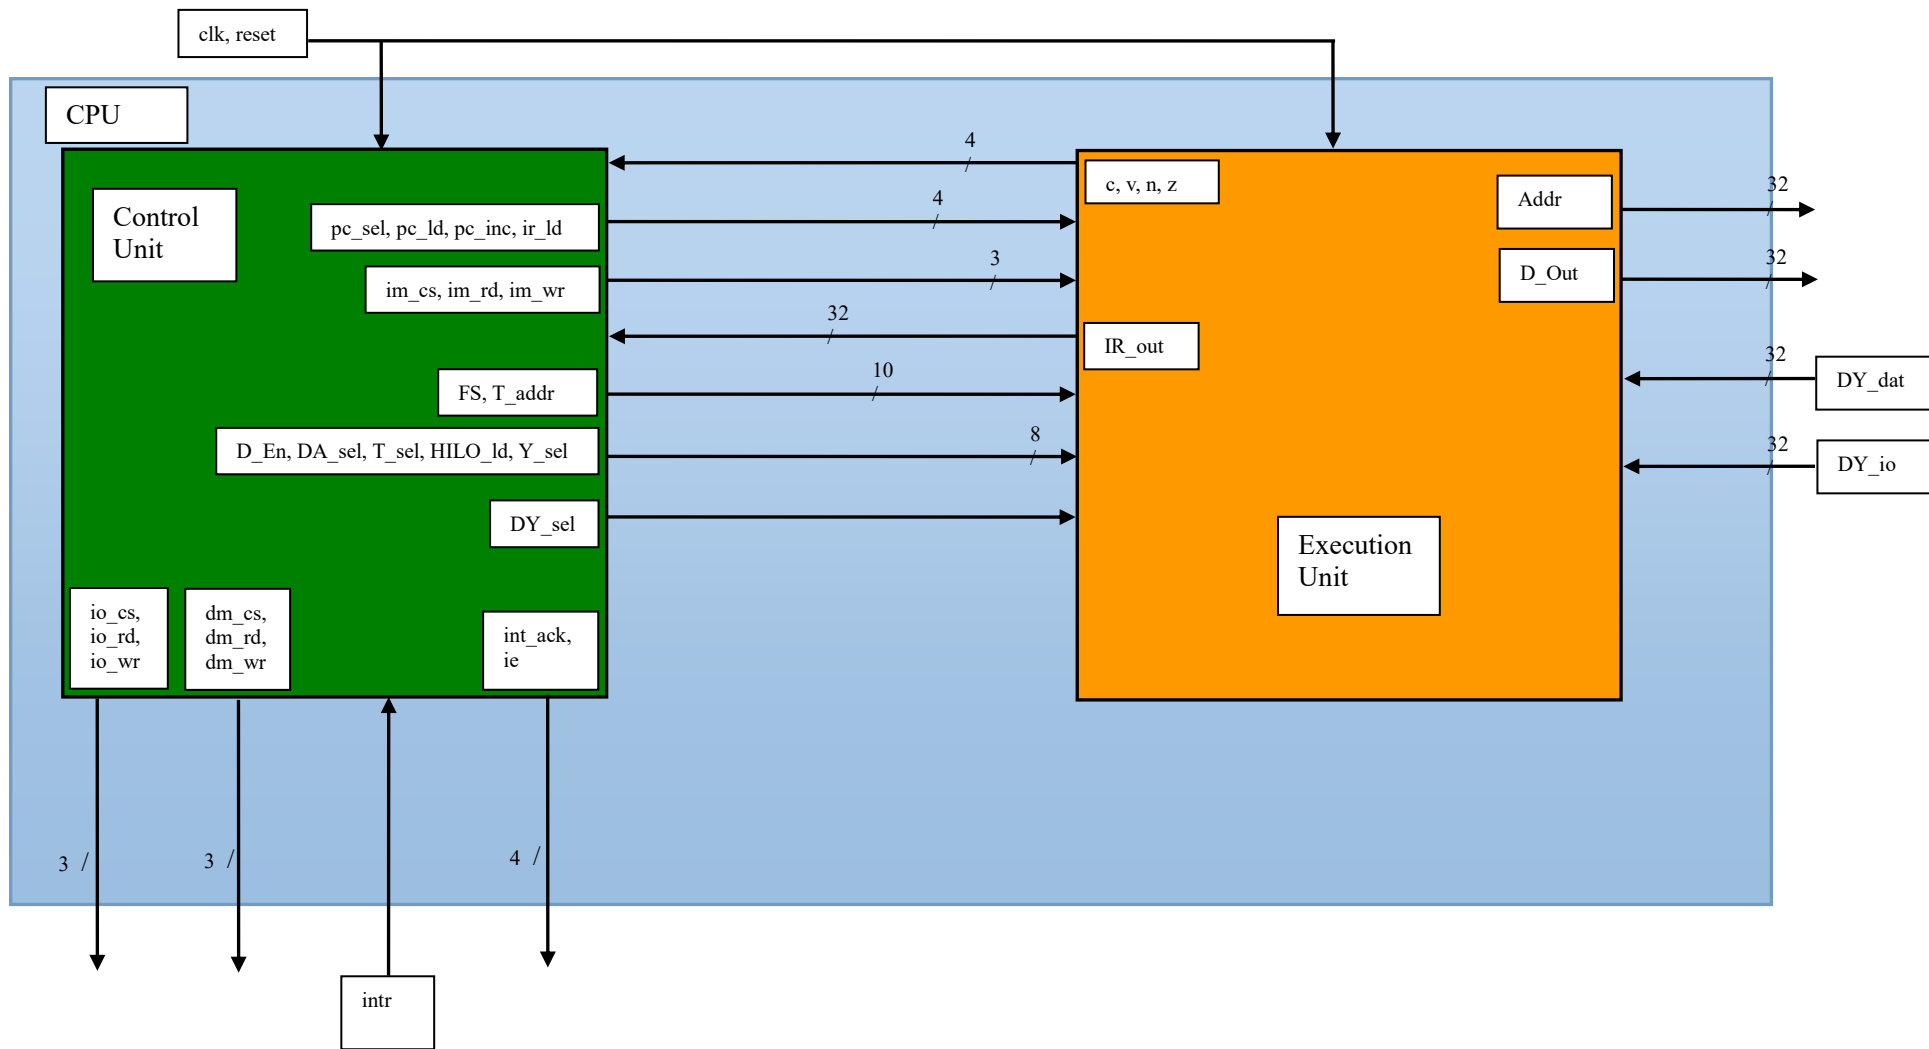 clk, reset
CPU
4
c, v, n, z
Control
Unit
32
Addr
pc_sel, pc_ld, pc_inc, ir_ld
4
32
D_Out
im_cs, im_rd, im_wr
3
32
IR_out
32
DY_dat
FS, T_addr
10
D_En, DA_sel, T_sel, HILO_ld, Y_sel
8
32
DY_io
DY_sel
Execution
Unit
io_cs,
io_rd,
io_wr
dm_cs,
dm_rd,
dm_wr
int_ack,
ie
3 /
3 /
4 /
intr